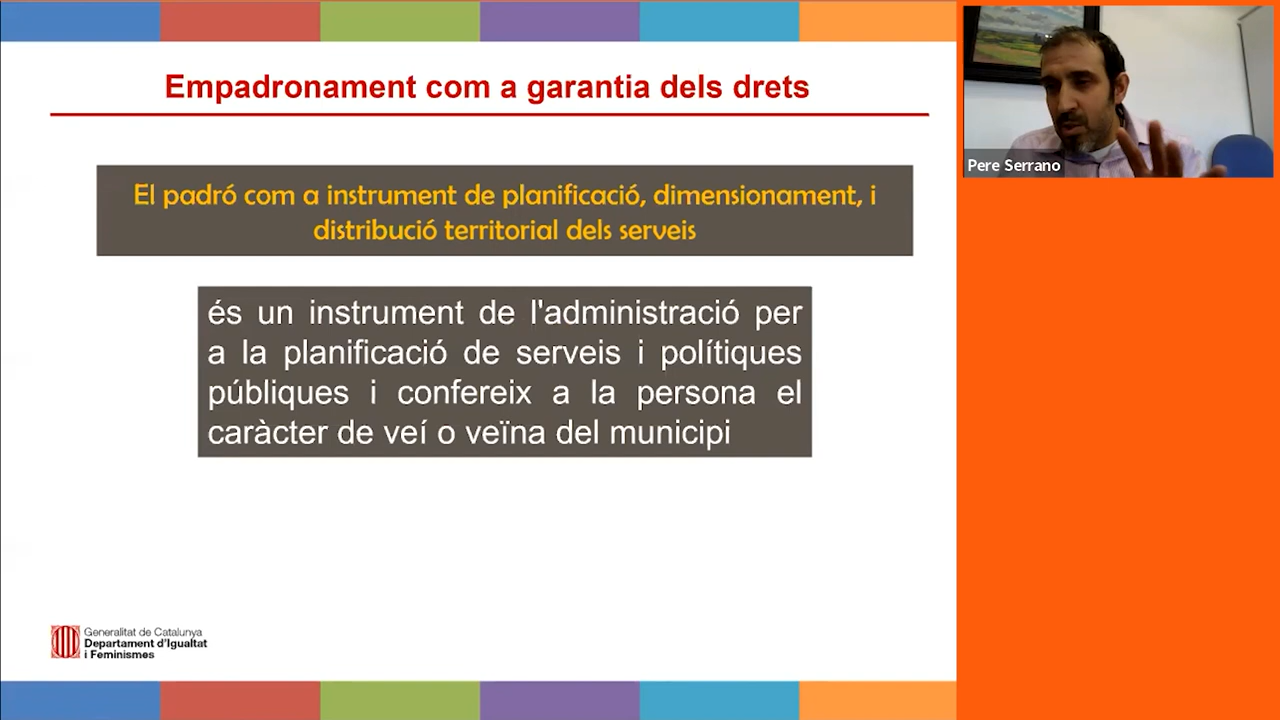 Empadronament com a garantia dels drets
El padró com a instrument de planificació, dimensionament, i
distribució territorial dels serveis
és un instrument de l'administració per
a la planificació de serveis i polítiques
públiques i confereix a la persona el
caràcter de veí o veïna del municipi
Generalitat de Catalunya
Departament d'Igualtat
i Feminismes
Pere Serrano